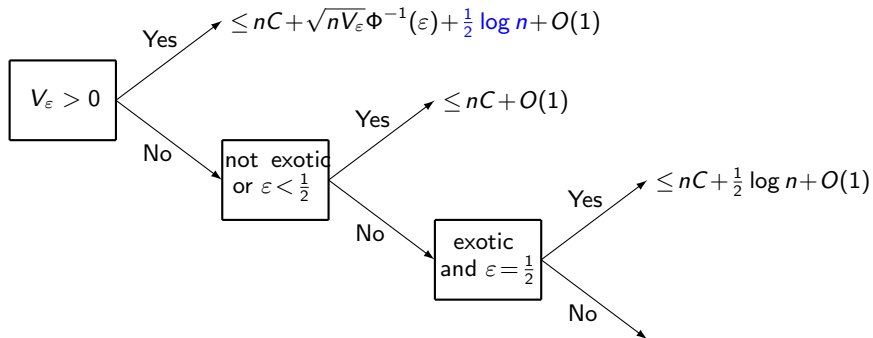 ≤ nC + √nV_ε Φ⁻¹(ε) + ½ log n + O(1)
Yes
V_ε > 0
≤ nC + O(1)
No
Yes
not exotic
or ε < ½
≤ nC + ½ log n + O(1)
Yes
No
exotic
and ε = ½
No